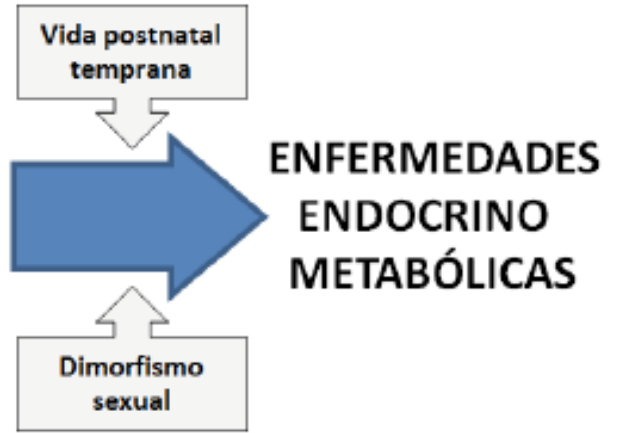 Vida postnatal
temprana
ENFERMEDADES
ENDOCRINO
METABÓLICAS
Dimorfismo
sexual